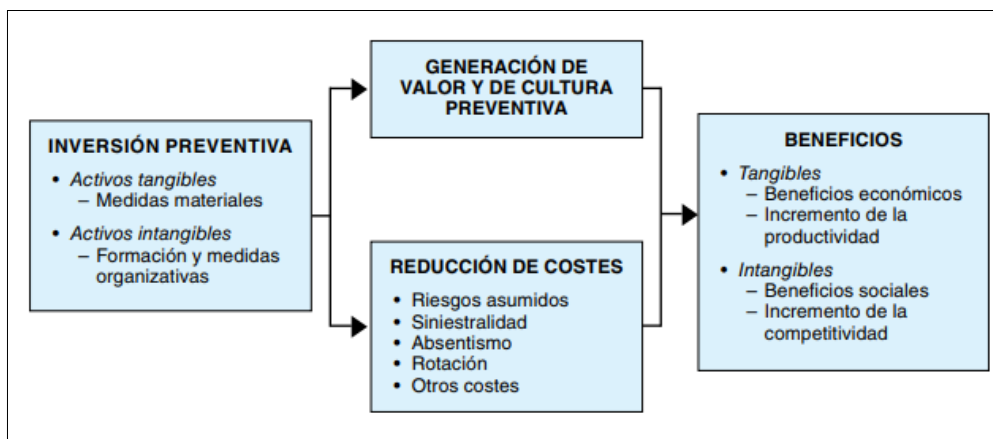 INVERSIÓN PREVENTIVA
• Activos tangibles
– Medidas materiales
• Activos intangibles
– Formación y medidas
organizativas
GENERACIÓN DE
VALOR Y DE CULTURA
PREVENTIVA
REDUCCIÓN DE COSTES
• Riesgos asumidos
• Siniestralidad
• Absentismo
• Rotación
• Otros costes
BENEFICIOS
• Tangibles
– Beneficios económicos
– Incremento de la
productividad
• Intangibles
– Beneficios sociales
– Incremento de la
competitividad